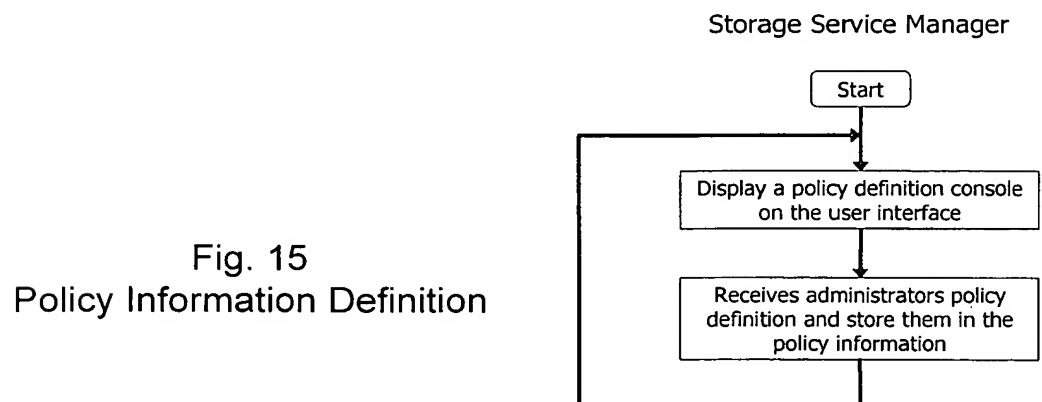 Storage Service Manager
Start
Display a policy definition console
on the user interface
Fig. 15
Policy Information Definition
Receives administrators policy
definition and store them in the
policy information